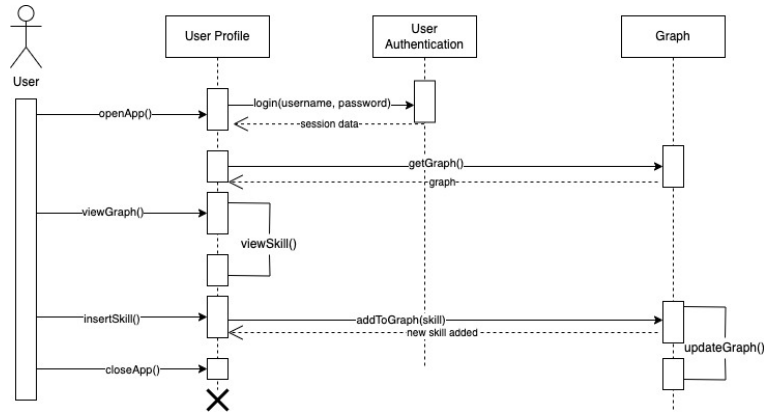 User Profile
User
Authentication
Graph
User
openApp()
login(username, password)
session data
getGraph()
graph
viewGraph()
viewSkill()
insertSkill()
addToGraph(skill)
new skill added
updateGraph()
closeApp()